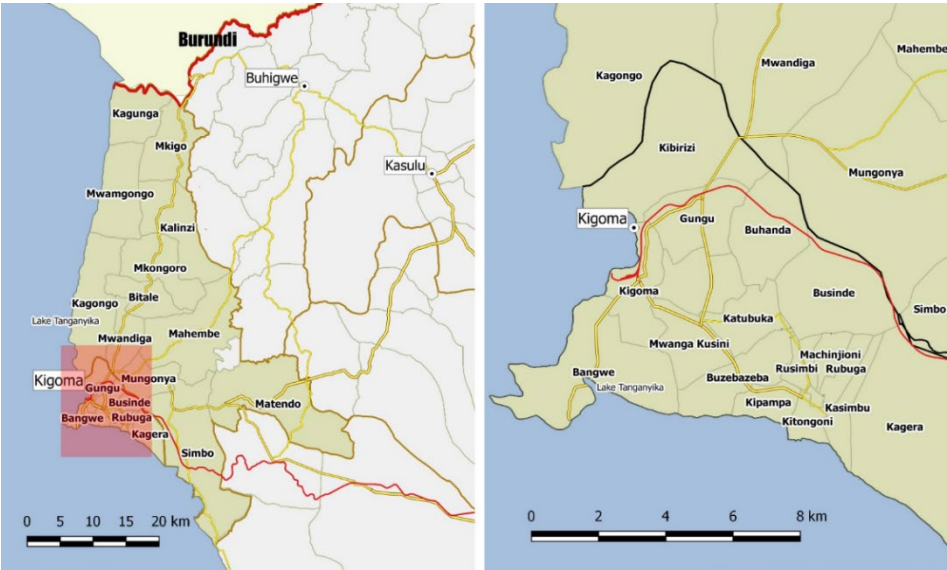 Burundi
Buhigwe
Kagunga
Mkigo
Kasulu
Mwamgongo
Kalinzi
Mkongoro
Bitale
Kagongo
Lake Tanganyika
Mahembe
Mwandiga
Kigoma
Mungonya
Gungu
Businde
Bangwe
Rubuga
Kagera
Matendo
Simbo
0 5 10 15 20 km
Mwandiga
Mahembe
Kagongo
Kibirizi
Mungonya
Kigoma
Gungu
Buhanda
Kigoma
Businde
Simbo
Katubuka
Mwanga Kusini
Machinjioni
Rusimbi
Rubuga
Bangwe
Lake Tanganyika
Buzebazeba
Kipampa
Kasimbu
Kitongoni
Kagera
0 2 4 6 8 km